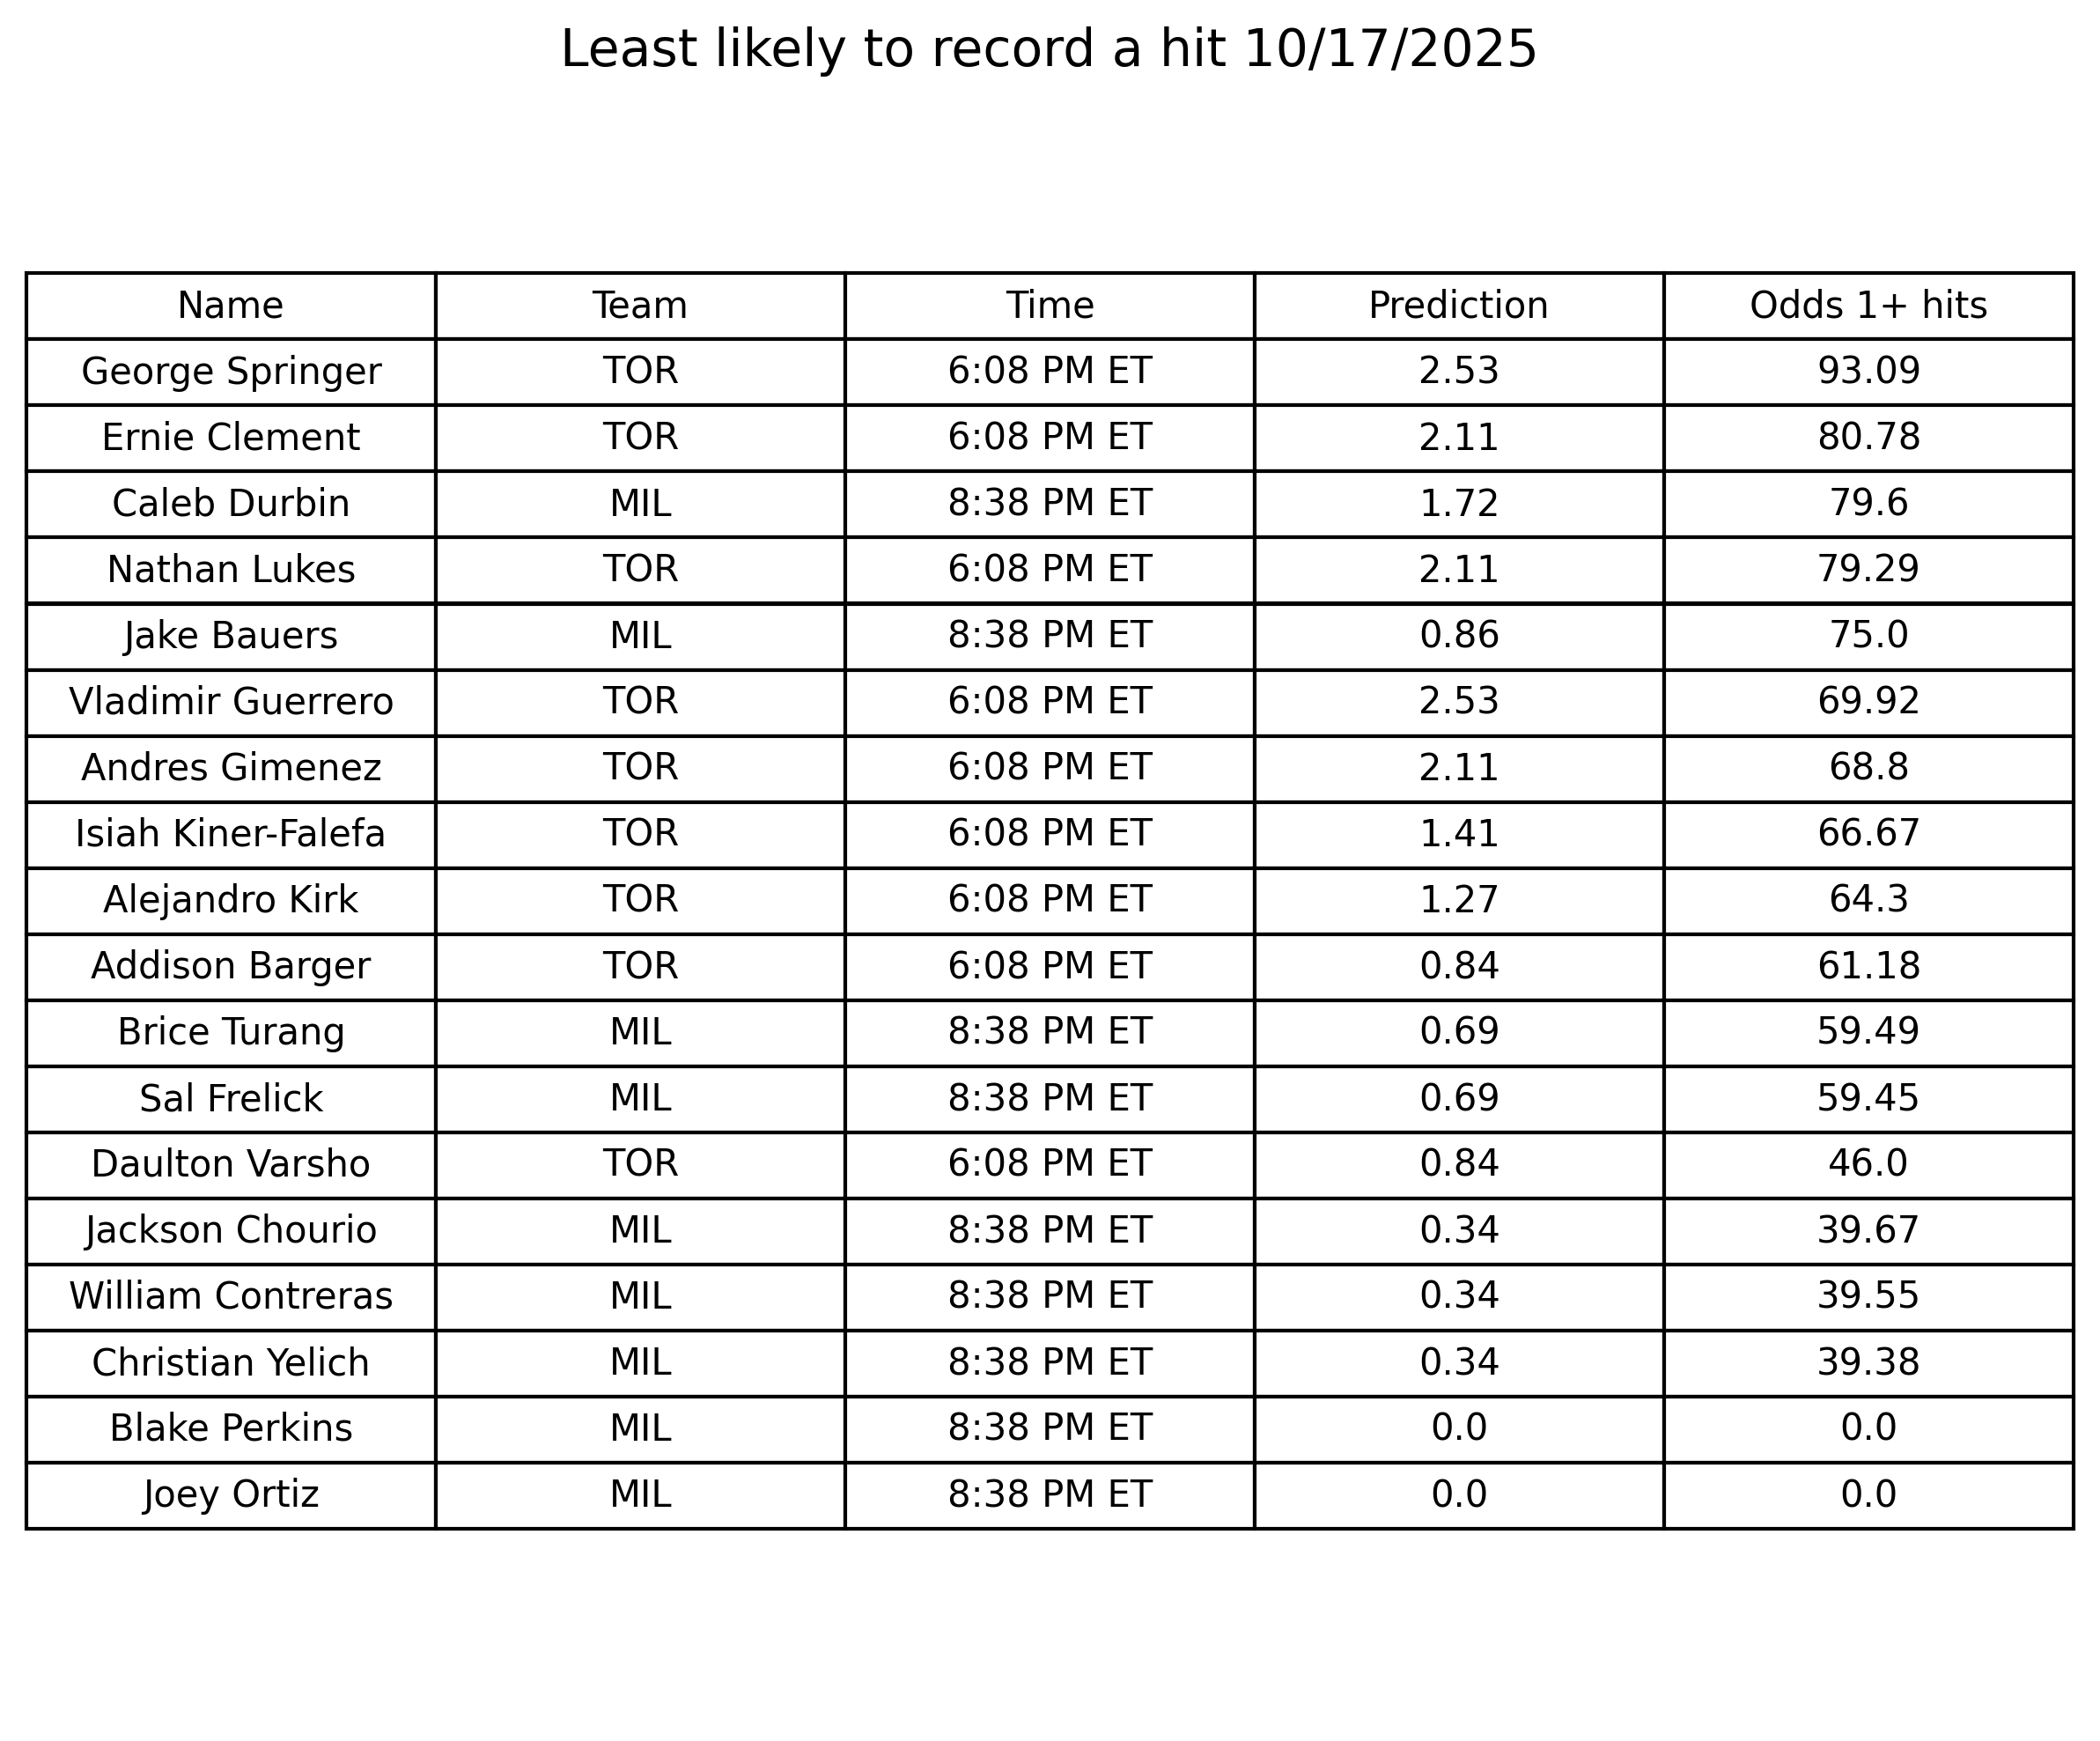 Least likely to record a hit 10/17/2025
Name Team Time Prediction Odds 1+ hits
George Springer TOR 6:08 PM ET 2.53 93.09
Ernie Clement TOR 6:08 PM ET 2.11 80.78
Caleb Durbin MIL 8:38 PM ET 1.72 79.6
Nathan Lukes TOR 6:08 PM ET 2.11 79.29
Jake Bauers MIL 8:38 PM ET 0.86 75.0
Vladimir Guerrero TOR 6:08 PM ET 2.53 69.92
Andres Gimenez TOR 6:08 PM ET 2.11 68.8
Isiah Kiner-Falefa TOR 6:08 PM ET 1.41 66.67
Alejandro Kirk TOR 6:08 PM ET 1.27 64.3
Addison Barger TOR 6:08 PM ET 0.84 61.18
Brice Turang MIL 8:38 PM ET 0.69 59.49
Sal Frelick MIL 8:38 PM ET 0.69 59.45
Daulton Varsho TOR 6:08 PM ET 0.84 46.0
Jackson Chourio MIL 8:38 PM ET 0.34 39.67
William Contreras MIL 8:38 PM ET 0.34 39.55
Christian Yelich MIL 8:38 PM ET 0.34 39.38
Blake Perkins MIL 8:38 PM ET 0.0 0.0
Joey Ortiz MIL 8:38 PM ET 0.0 0.0